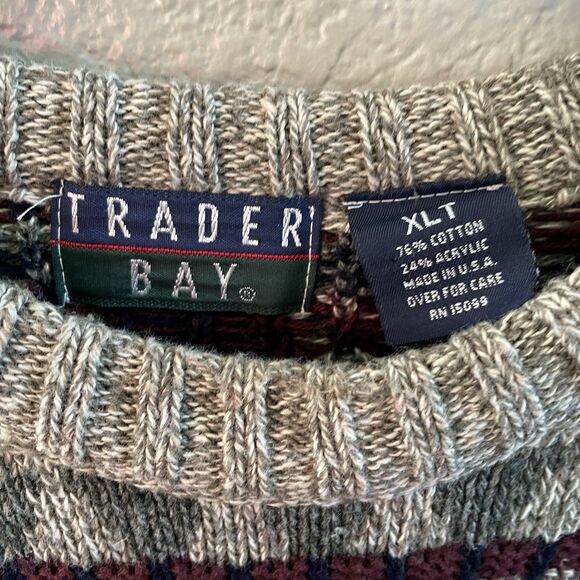 TRADER
BAY®
XLT
76% COTTON
24% ACRYLIC
MADE IN U.S.A.
OVER FOR CARE
RN 15099